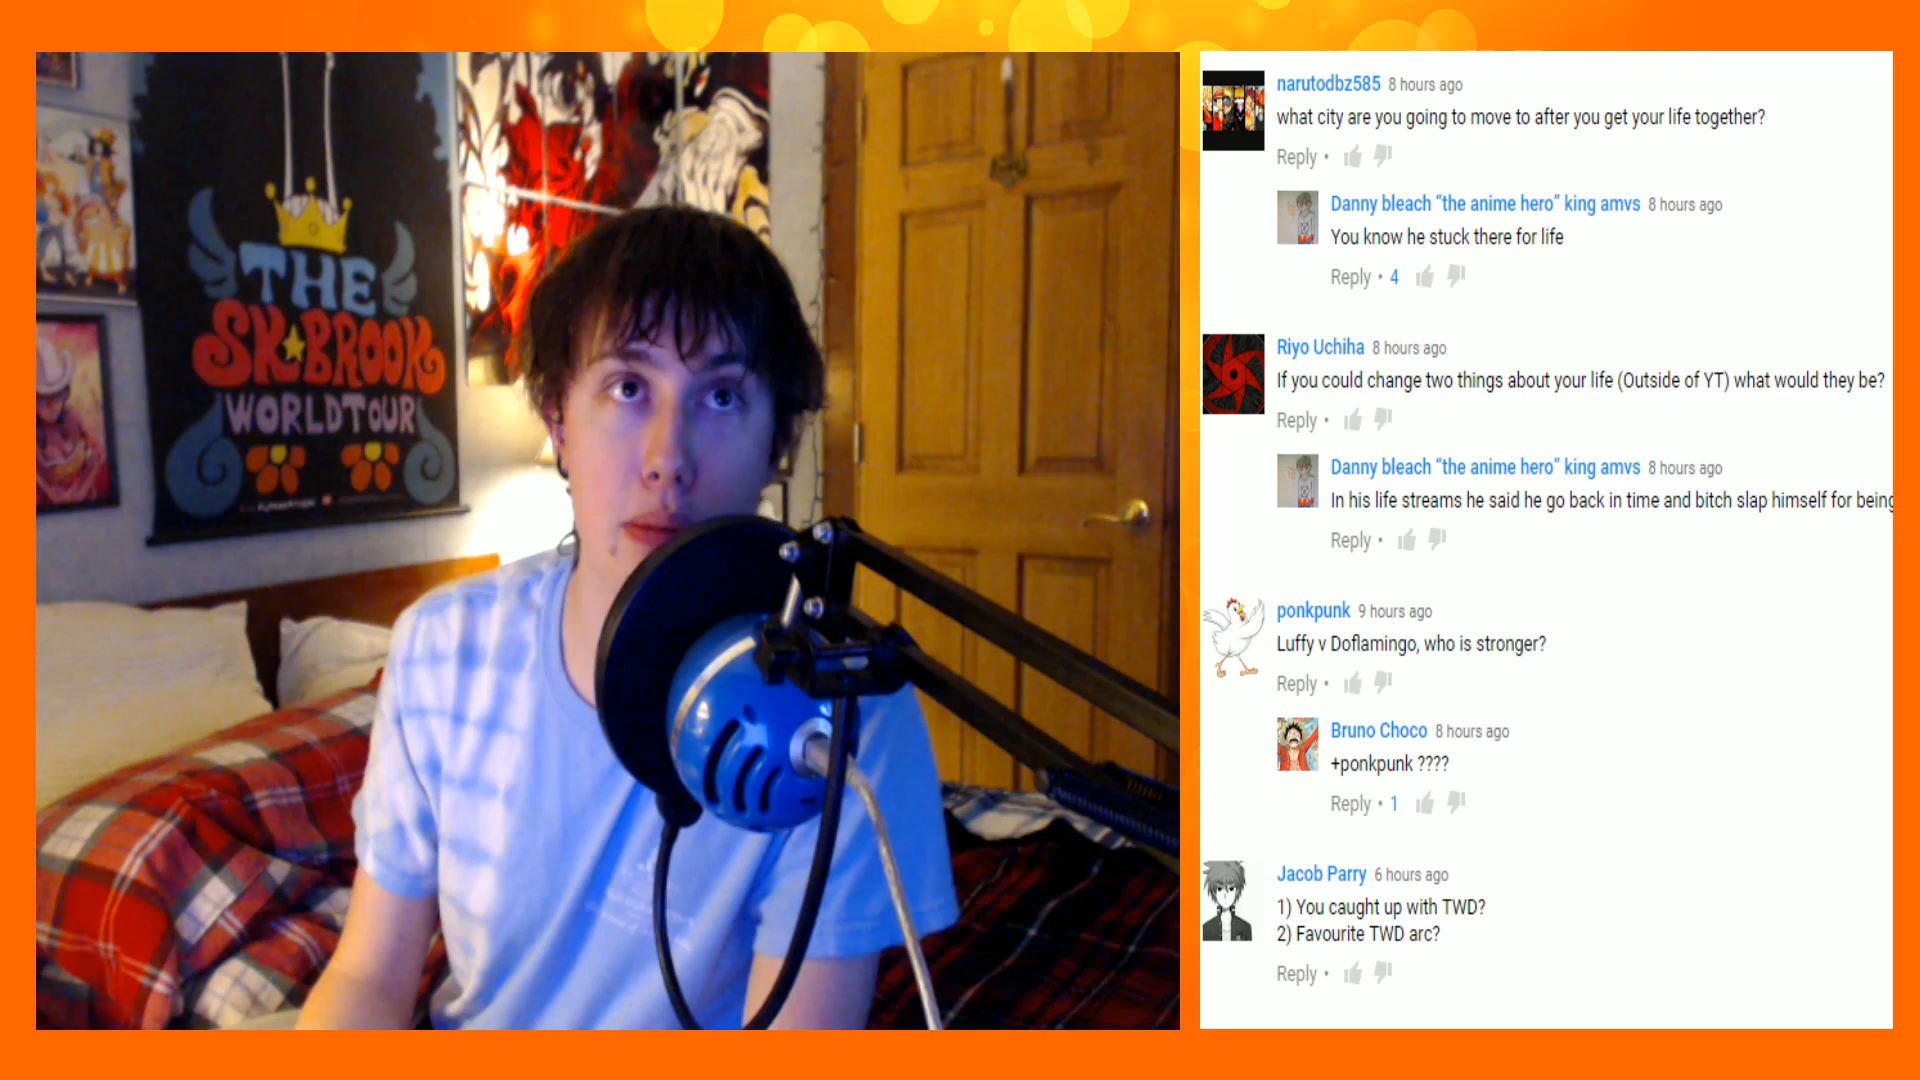 THE
SK★BROOK
WORLD TOUR
narutodbz585 8 hours ago
what city are you going to move to after you get your life together?
Reply •
Danny bleach “the anime hero” king amvs 8 hours ago
You know he stuck there for life
Reply • 4
Riyo Uchiha 8 hours ago
If you could change two things about your life (Outside of YT) what would they be?
Reply •
Danny bleach “the anime hero” king amvs 8 hours ago
In his life streams he said he go back in time and bitch slap himself for being
Reply •
ponkpunk 9 hours ago
Luffy v Doflamingo, who is stronger?
Reply •
Bruno Choco 8 hours ago
+ponkpunk ????
Reply • 1
Jacob Parry 6 hours ago
1) You caught up with TWD?
2) Favourite TWD arc?
Reply •